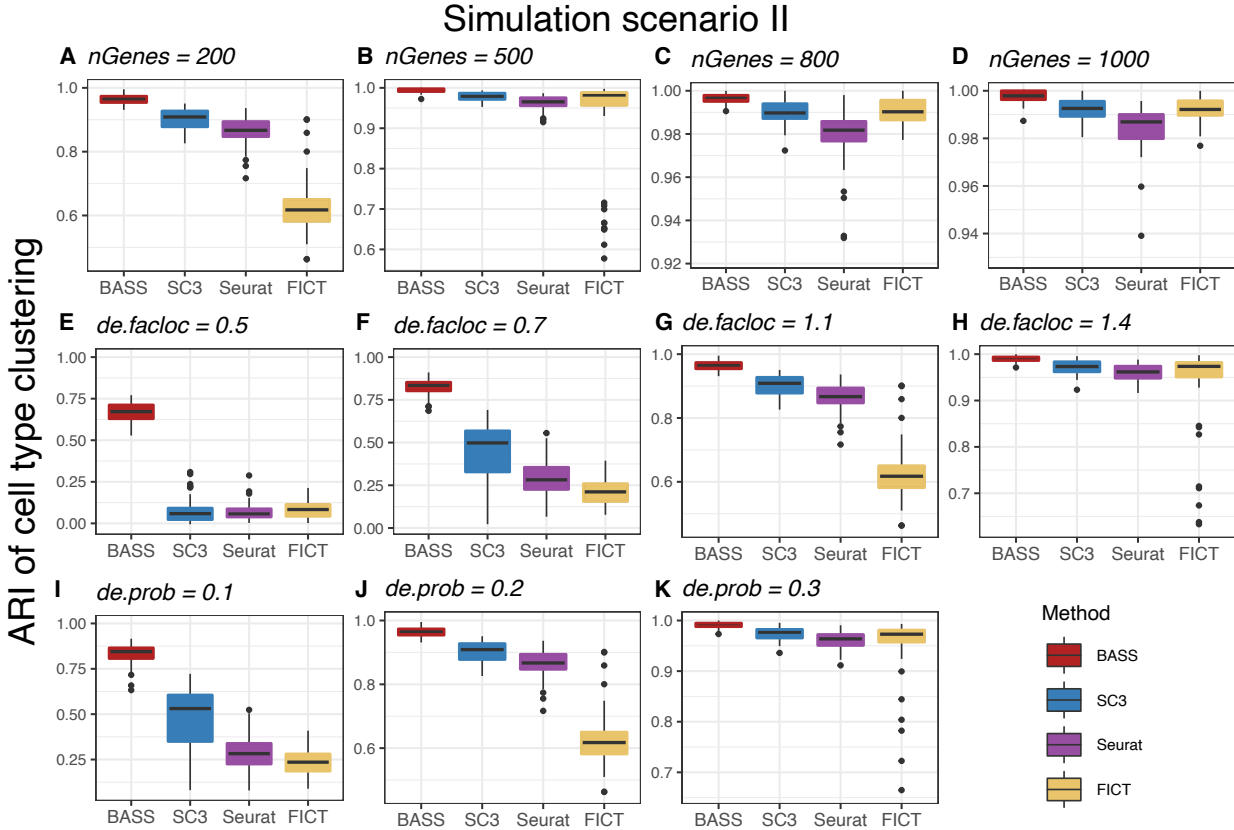 Simulation scenario II
ARI of cell type clustering
A nGenes = 200
1.0
0.9
0.8
0.6
BASS SC3 Seurat FICT
B nGenes = 500
1.0
0.9
0.8
0.7
0.6
BASS SC3 Seurat FICT
C nGenes = 800
1.00
0.98
0.96
0.94
0.92
BASS SC3 Seurat FICT
D nGenes = 1000
1.00
0.98
0.96
0.94
BASS SC3 Seurat FICT
E de.facloc = 0.5
1.00
0.75
0.50
0.25
0.00
BASS SC3 Seurat FICT
F de.facloc = 0.7
1.00
0.75
0.50
0.25
0.00
BASS SC3 Seurat FICT
G de.facloc = 1.1
1.0
0.9
0.8
0.6
BASS SC3 Seurat FICT
H de.facloc = 1.4
1.0
0.9
0.8
0.7
BASS SC3 Seurat FICT
I de.prob = 0.1
1.00
0.75
0.50
0.25
BASS SC3 Seurat FICT
J de.prob = 0.2
1.0
0.9
0.8
0.6
BASS SC3 Seurat FICT
K de.prob = 0.3
1.0
0.9
0.8
0.7
BASS SC3 Seurat FICT
Method
BASS
SC3
Seurat
FICT